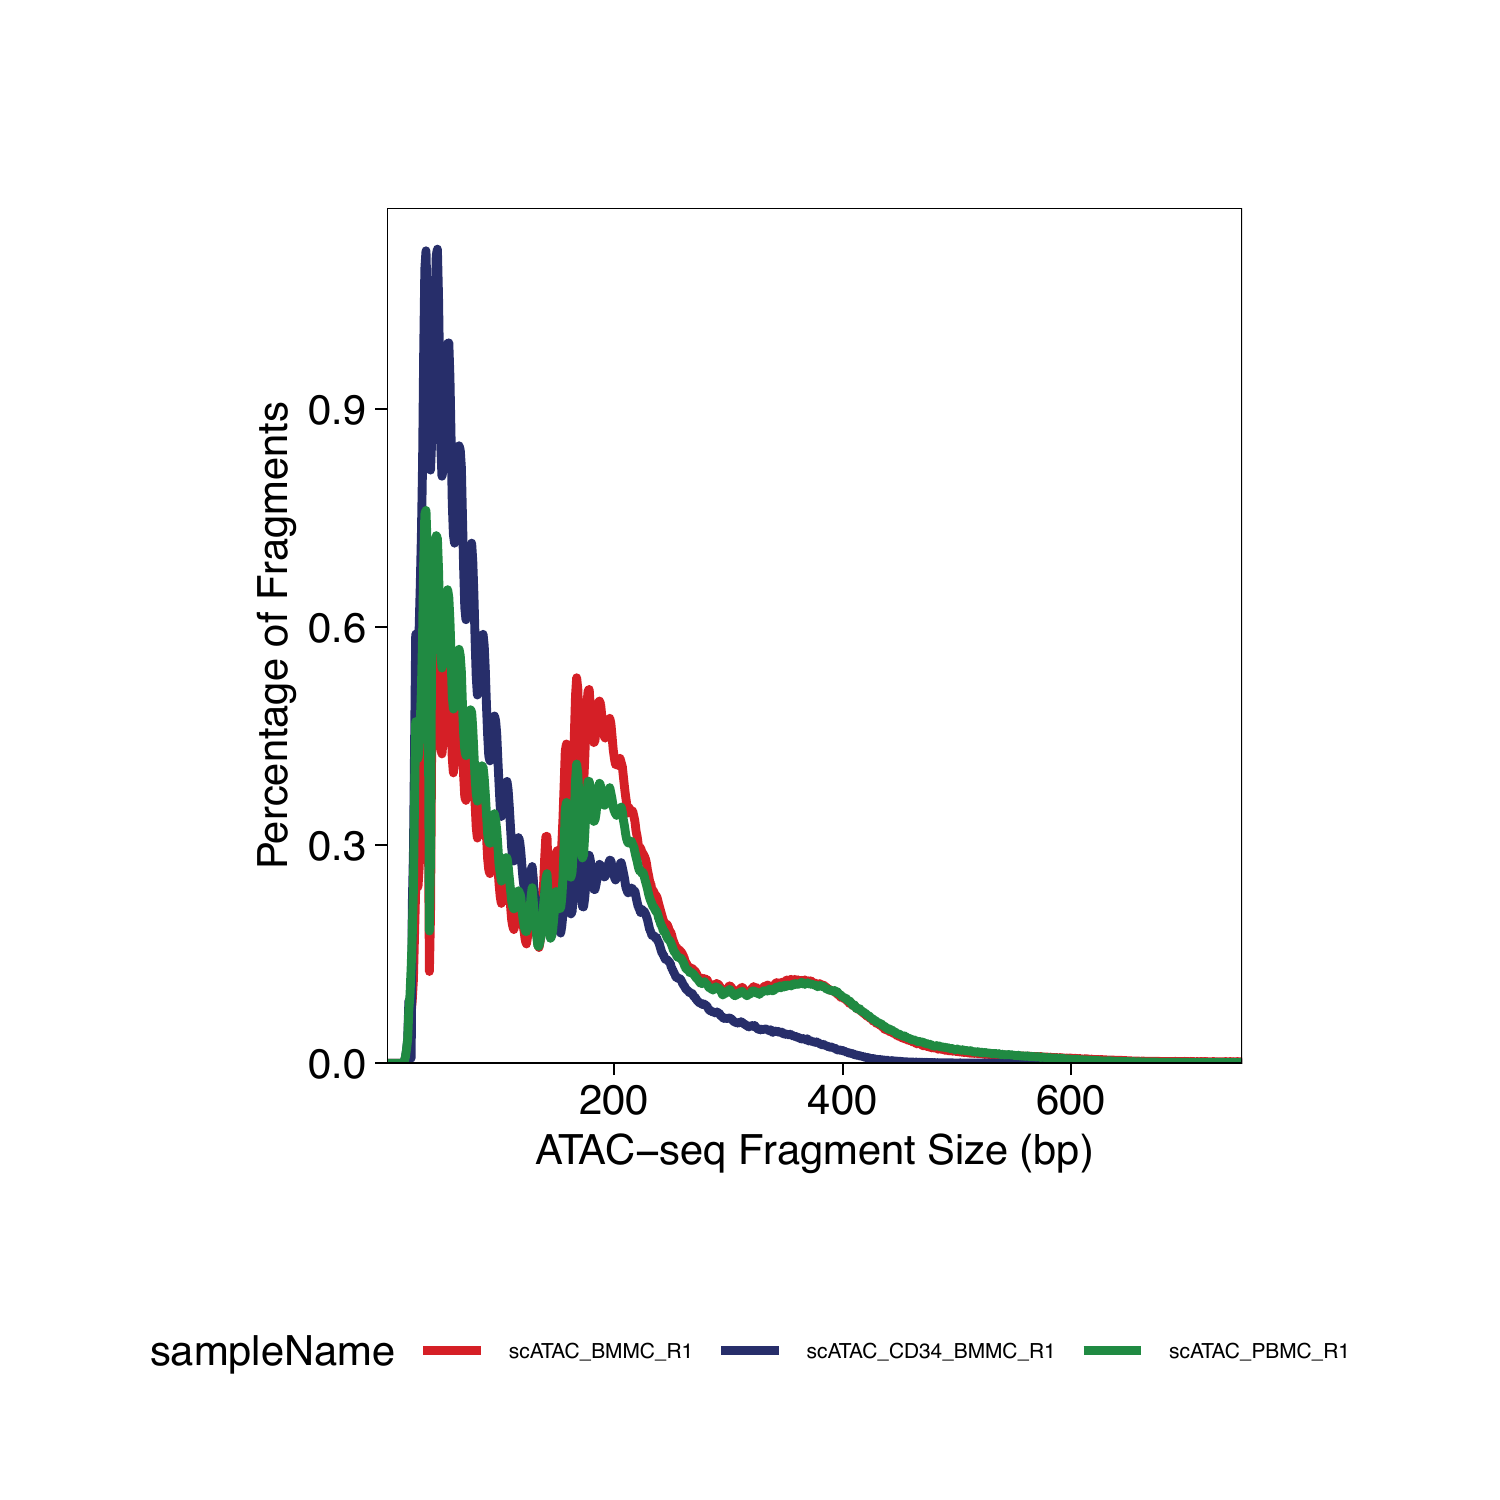 Percentage of Fragments
0.9
0.6
0.3
0.0
200 400 600
ATAC−seq Fragment Size (bp)
sampleName scATAC_BMMC_R1 scATAC_CD34_BMMC_R1 scATAC_PBMC_R1